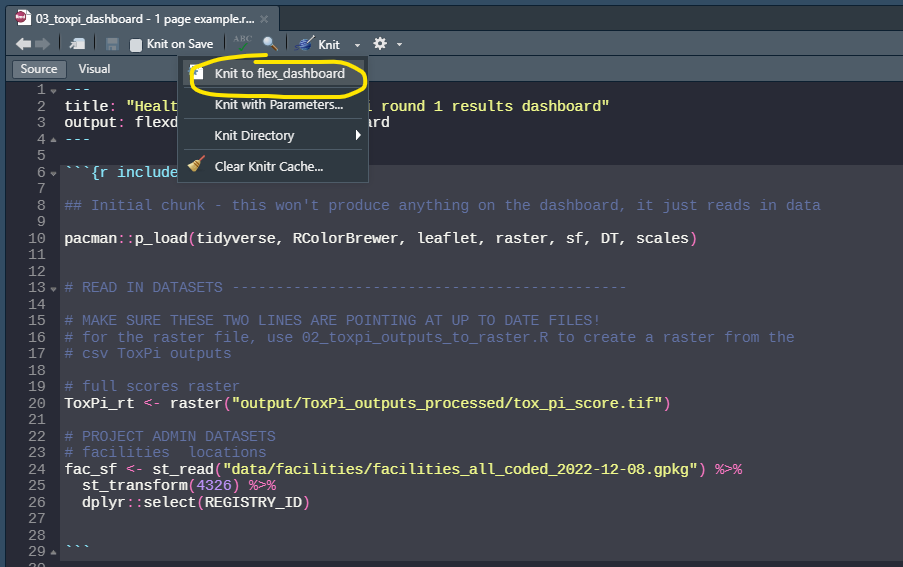 03_toxpi_dashboard - 1 page example.r...
Knit on Save
ABC
Knit
Source
Visual
Knit to flex_dashboard
Knit with Parameters...
Knit Directory
Clear Knitr Cache...
1 ---
2 title: "Healt i round 1 results dashboard"
3 output: flexd ard
4 ---
5
6 ```{r include
7
8 ## Initial chunk - this won't produce anything on the dashboard, it just reads in data
9
10 pacman::p_load(tidyverse, RColorBrewer, leaflet, raster, sf, DT, scales)
11
12
13 # READ IN DATASETS -------------------------------------------
14
15 # MAKE SURE THESE TWO LINES ARE POINTING AT UP TO DATE FILES!
16 # for the raster file, use 02_toxpi_outputs_to_raster.R to create a raster from the
17 # csv ToxPi outputs
18
19 # full scores raster
20 ToxPi_rt <- raster("output/ToxPi_outputs_processed/tox_pi_score.tif")
21
22 # PROJECT ADMIN DATASETS
23 # facilities  locations
24 fac_sf <- st_read("data/facilities/facilities_all_coded_2022-12-08.gpkg") %>%
25   st_transform(4326) %>%
26   dplyr::select(REGISTRY_ID)
27
28
29 ```